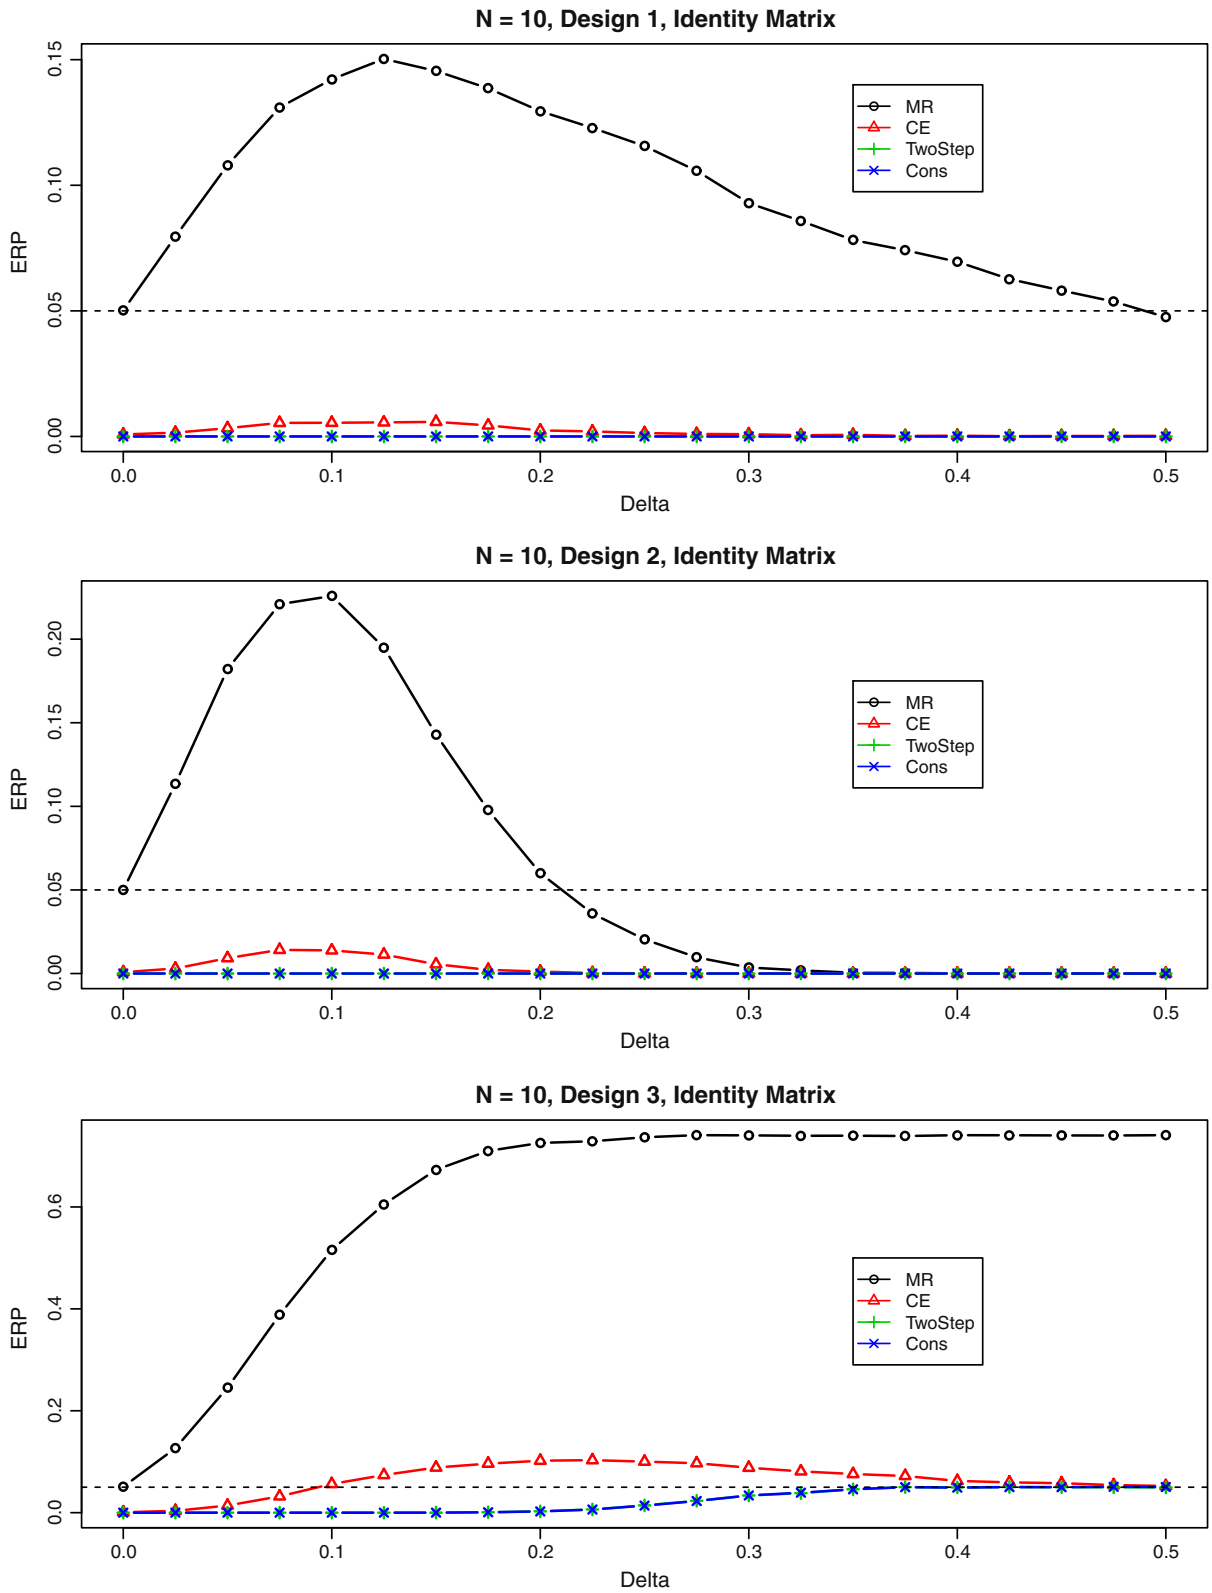 N = 10, Design 1, Identity Matrix
0.15
0.10
0.05
0.00
ERP
MR
CE
TwoStep
Cons
0.0 0.1 0.2 0.3 0.4 0.5
Delta
N = 10, Design 2, Identity Matrix
0.20
0.15
0.10
0.05
0.00
ERP
MR
CE
TwoStep
Cons
0.0 0.1 0.2 0.3 0.4 0.5
Delta
N = 10, Design 3, Identity Matrix
0.6
0.4
0.2
0.0
ERP
MR
CE
TwoStep
Cons
0.0 0.1 0.2 0.3 0.4 0.5
Delta